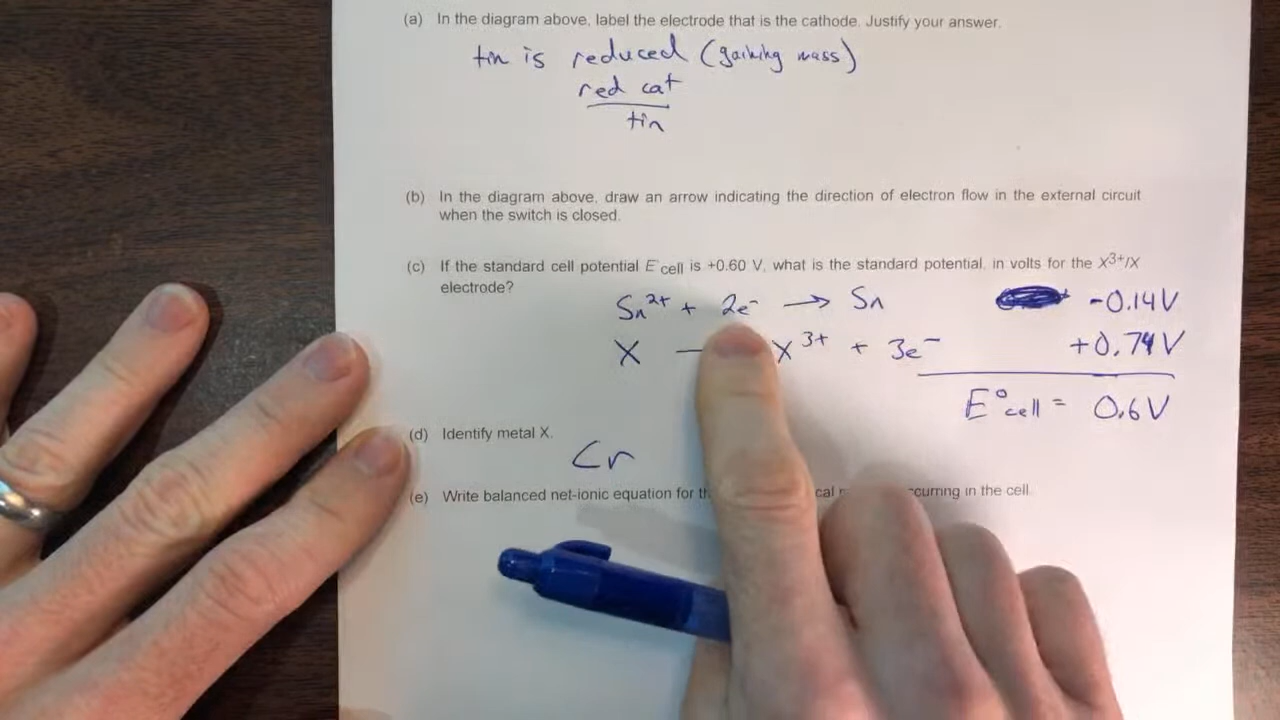 (a) In the diagram above, label the electrode that is the cathode. Justify your answer.
tin is reduced (gaining mass)
red cat
tin
(b) In the diagram above, draw an arrow indicating the direction of electron flow in the external circuit
when the switch is closed.
(c) If the standard cell potential E°cell is +0.60 V, what is the standard potential, in volts for the X³⁺/X
electrode?
Sn²⁺ + 2e⁻ → Sn -0.14V
X X³⁺ + 3e⁻ +0.74V
E°cell = 0.6V
(d) Identify metal X.
Cr
(e) Write balanced net-ionic equation for occurring in the cell.